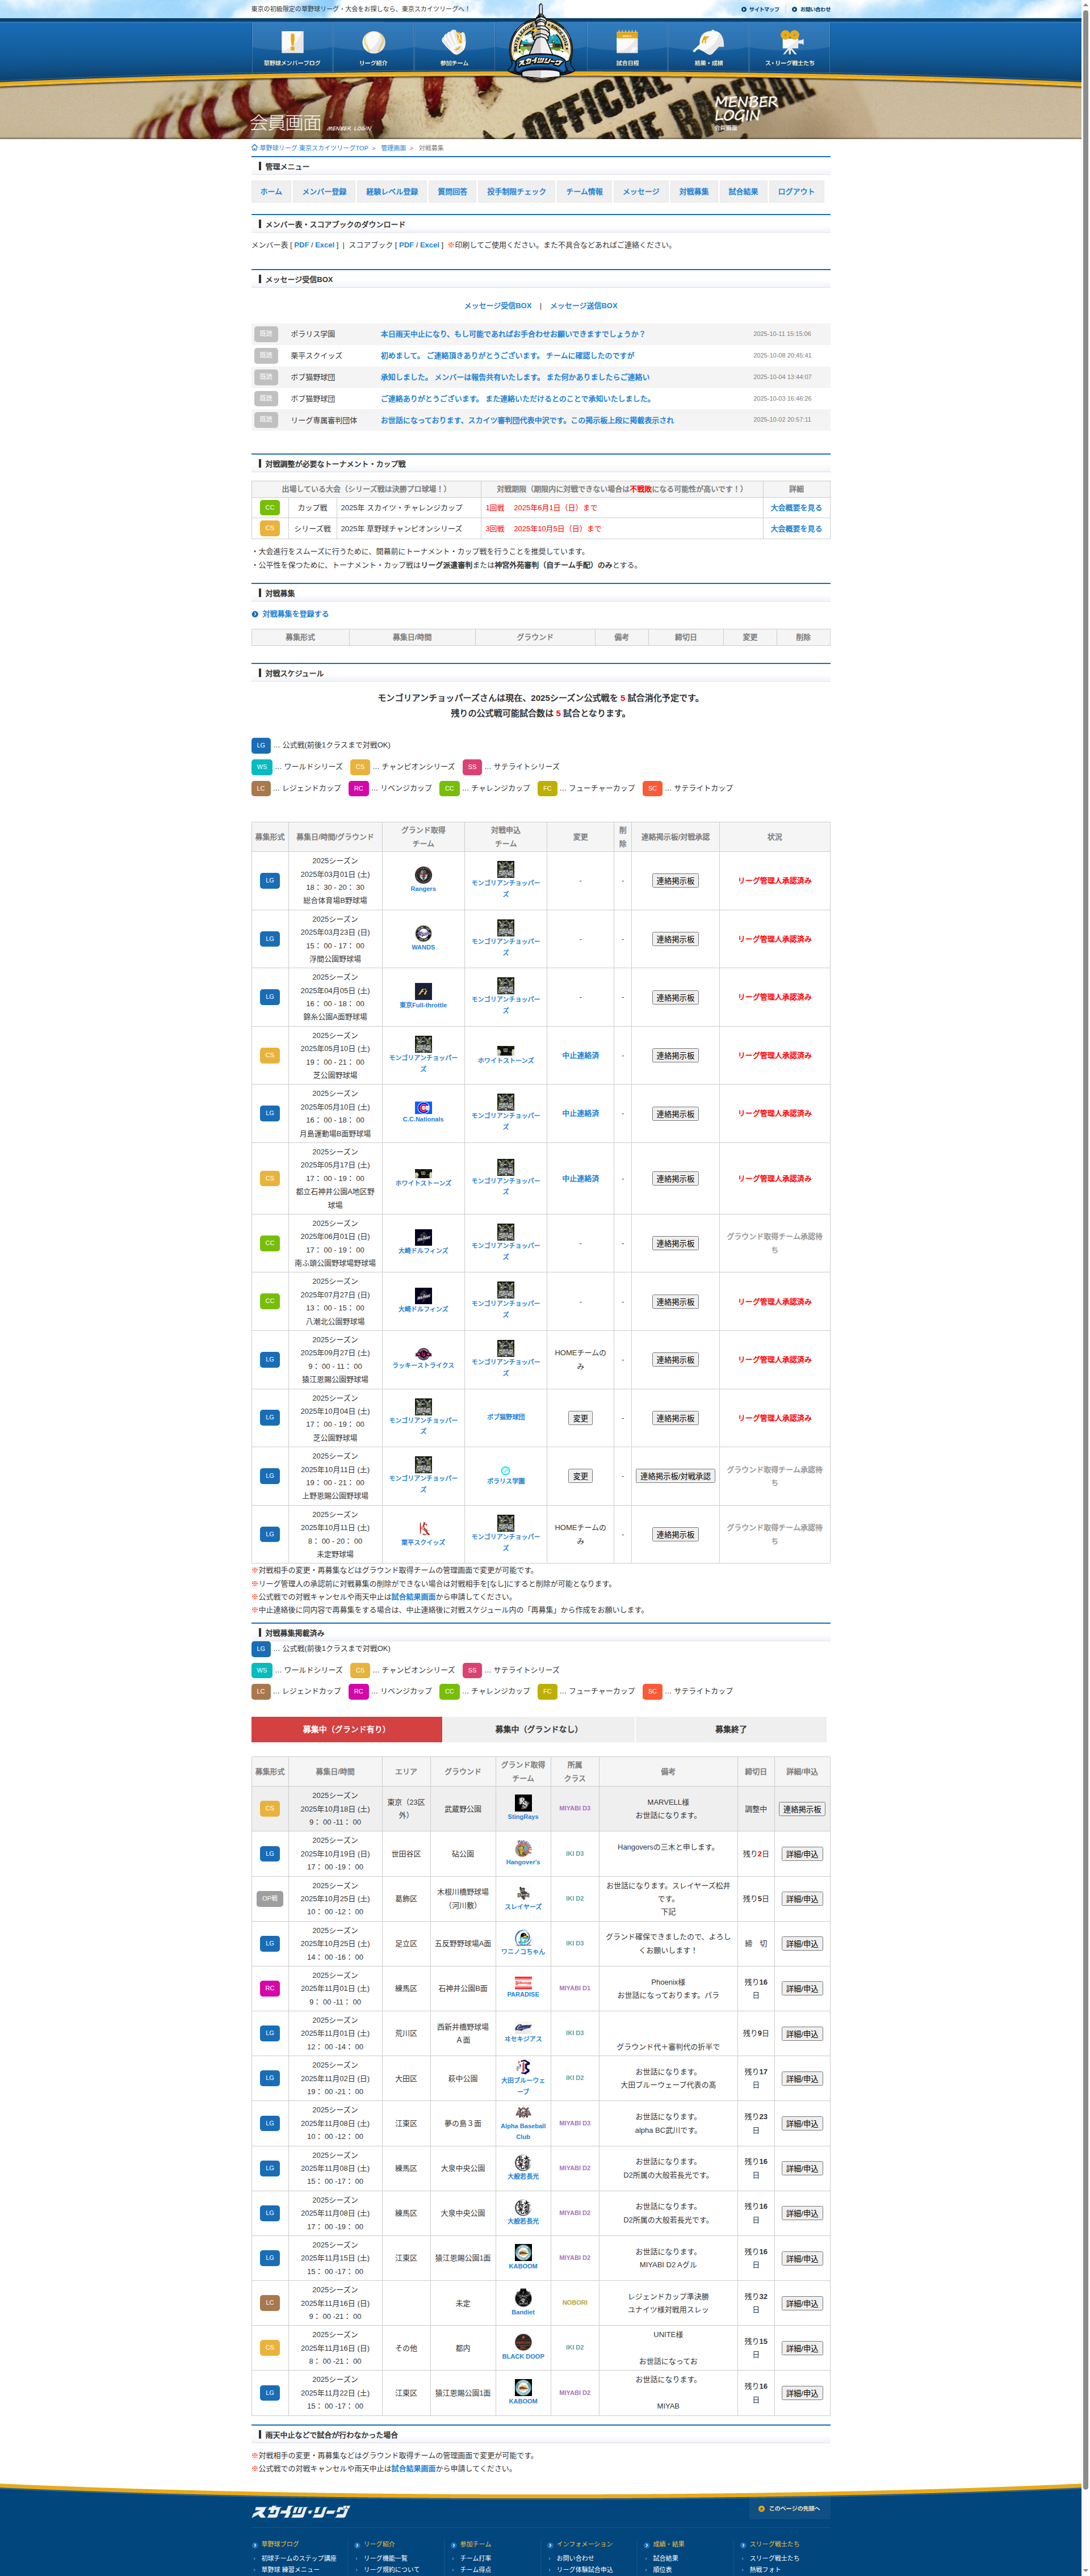 東京の初級限定の草野球リーグ・大会をお探しなら、東京スカイツリーグへ！
サイトマップ
お問い合わせ
草野球メンバーブログ
リーグ紹介
参加チーム
スカイツリーグ
試合日程
結果・成績
ス・リーグ戦士たち
会員画面 MENBER LOGIN
MENBER LOGIN
会員画面
草野球リーグ 東京スカイツリーグTOP > 管理画面 > 対戦募集
管理メニュー
ホーム メンバー登録 経験レベル登録 質問回答 投手制限チェック チーム情報 メッセージ 対戦募集 試合結果 ログアウト
メンバー表・スコアブックのダウンロード
メンバー表 [ PDF / Excel ] | スコアブック [ PDF / Excel ] ※印刷してご使用ください。また不具合などあればご連絡ください。
メッセージ受信BOX
メッセージ受信BOX | メッセージ送信BOX
既読 ポラリス学園 本日雨天中止になり、もし可能であればお手合わせお願いできますでしょうか？ 2025-10-11 15:15:06
既読 栗平スクイッズ 初めまして。 ご連絡頂きありがとうございます。 チームに確認したのですが 2025-10-08 20:45:41
既読 ボブ猫野球団 承知しました。 メンバーは報告共有いたします。 また何かありましたらご連絡い 2025-10-04 13:44:07
既読 ボブ猫野球団 ご連絡ありがとうございます。 また連絡いただけるとのことで承知いたしました。 2025-10-03 16:46:26
既読 リーグ専属審判団体 お世話になっております、スカイツ審判団代表中沢です。この掲示板上段に掲載表示され 2025-10-02 20:57:11
対戦調整が必要なトーナメント・カップ戦
出場している大会（シリーズ戦は決勝プロ球場！） 対戦期限（期限内に対戦できない場合は不戦敗になる可能性が高いです！） 詳細
CC カップ戦 2025年 スカイツ・チャレンジカップ 1回戦 2025年6月1日（日）まで 大会概要を見る
CS シリーズ戦 2025年 草野球チャンピオンシリーズ 3回戦 2025年10月5日（日）まで 大会概要を見る
・大会進行をスムーズに行うために、開幕前にトーナメント・カップ戦を行うことを推奨しています。
・公平性を保つために、トーナメント・カップ戦はリーグ派遣審判または神宮外苑審判（自チーム手配）のみとする。
対戦募集
対戦募集を登録する
募集形式 募集日/時間 グラウンド 備考 締切日 変更 削除
対戦スケジュール
モンゴリアンチョッパーズさんは現在、2025シーズン公式戦を 5 試合消化予定です。
残りの公式戦可能試合数は 5 試合となります。
LG … 公式戦(前後1クラスまで対戦OK)
WS … ワールドシリーズ CS … チャンピオンシリーズ SS … サテライトシリーズ
LC … レジェンドカップ RC … リベンジカップ CC … チャレンジカップ FC … フューチャーカップ SC … サテライトカップ
募集形式 募集日/時間/グラウンド グランド取得チーム 対戦申込チーム 変更 削除 連絡掲示板/対戦承認 状況
LG 2025シーズン 2025年03月01日 (土) 18： 30 - 20： 30 総合体育場B野球場 Rangers モンゴリアンチョッパーズ - - 連絡掲示板 リーグ管理人承認済み
LG 2025シーズン 2025年03月23日 (日) 15： 00 - 17： 00 浮間公園野球場 WANDS モンゴリアンチョッパーズ - - 連絡掲示板 リーグ管理人承認済み
LG 2025シーズン 2025年04月05日 (土) 16： 00 - 18： 00 錦糸公園A面野球場 東京Full-throttle モンゴリアンチョッパーズ - - 連絡掲示板 リーグ管理人承認済み
CS 2025シーズン 2025年05月10日 (土) 19： 00 - 21： 00 芝公園野球場 モンゴリアンチョッパーズ ホワイトストーンズ 中止連絡済 - 連絡掲示板 リーグ管理人承認済み
LG 2025シーズン 2025年05月10日 (土) 16： 00 - 18： 00 月島運動場B面野球場 C.C.Nationals モンゴリアンチョッパーズ 中止連絡済 - 連絡掲示板 リーグ管理人承認済み
CS 2025シーズン 2025年05月17日 (土) 17： 00 - 19： 00 都立石神井公園A地区野球場 ホワイトストーンズ モンゴリアンチョッパーズ 中止連絡済 - 連絡掲示板 リーグ管理人承認済み
CC 2025シーズン 2025年06月01日 (日) 17： 00 - 19： 00 南ふ頭公園野球場野球場 大崎ドルフィンズ モンゴリアンチョッパーズ - - 連絡掲示板 グラウンド取得チーム承認待ち
CC 2025シーズン 2025年07月27日 (日) 13： 00 - 15： 00 八潮北公園野球場 大崎ドルフィンズ モンゴリアンチョッパーズ - - 連絡掲示板 リーグ管理人承認済み
LG 2025シーズン 2025年09月27日 (土) 9： 00 - 11： 00 猿江恩賜公園野球場 ラッキーストライクス モンゴリアンチョッパーズ HOMEチームのみ - 連絡掲示板 リーグ管理人承認済み
LG 2025シーズン 2025年10月04日 (土) 17： 00 - 19： 00 芝公園野球場 モンゴリアンチョッパーズ ボブ猫野球団 変更 - 連絡掲示板 リーグ管理人承認済み
LG 2025シーズン 2025年10月11日 (土) 19： 00 - 21： 00 上野恩賜公園野球場 モンゴリアンチョッパーズ ポラリス学園 変更 - 連絡掲示板/対戦承認 グラウンド取得チーム承認待ち
LG 2025シーズン 2025年10月11日 (土) 8： 00 - 20： 00 未定野球場 栗平スクイッズ モンゴリアンチョッパーズ HOMEチームのみ - 連絡掲示板 グラウンド取得チーム承認待ち
※対戦相手の変更・再募集などはグラウンド取得チームの管理画面で変更が可能です。
※リーグ管理人の承認前に対戦募集の削除ができない場合は対戦相手を[なし]にすると削除が可能となります。
※公式戦での対戦キャンセルや雨天中止は試合結果画面から申請してください。
※中止連絡後に同内容で再募集をする場合は、中止連絡後に対戦スケジュール内の「再募集」から作成をお願いします。
対戦募集掲載済み
LG … 公式戦(前後1クラスまで対戦OK)
WS … ワールドシリーズ CS … チャンピオンシリーズ SS … サテライトシリーズ
LC … レジェンドカップ RC … リベンジカップ CC … チャレンジカップ FC … フューチャーカップ SC … サテライトカップ
募集中（グランド有り） 募集中（グランドなし） 募集終了
募集形式 募集日/時間 エリア グラウンド グランド取得チーム 所属クラス 備考 締切日 詳細/申込
CS 2025シーズン 2025年10月18日 (土) 9： 00 -11： 00 東京（23区外） 武蔵野公園 StingRays MIYABI D3 MARVELL様 お世話になります。 調整中 連絡掲示板
LG 2025シーズン 2025年10月19日 (日) 17： 00 -19： 00 世田谷区 砧公園 Hangover's IKI D3 Hangoversの三木と申します。 残り2日 詳細/申込
OP戦 2025シーズン 2025年10月25日 (土) 10： 00 -12： 00 葛飾区 木根川橋野球場（河川敷） スレイヤーズ IKI D2 お世話になります。スレイヤーズ松井です。 下記 残り5日 詳細/申込
LG 2025シーズン 2025年10月25日 (土) 14： 00 -16： 00 足立区 五反野野球場A面 ワニノコちゃん IKI D3 グランド確保できましたので、よろしくお願いします！ 締 切 詳細/申込
RC 2025シーズン 2025年11月01日 (土) 9： 00 -11： 00 練馬区 石神井公園B面 PARADISE MIYABI D1 Phoenix様 お世話になっております。パラ 残り16日 詳細/申込
LG 2025シーズン 2025年11月01日 (土) 12： 00 -14： 00 荒川区 西新井橋野球場Ａ面 ヰセキジアス IKI D3 グラウンド代＋審判代の折半で 残り9日 詳細/申込
LG 2025シーズン 2025年11月02日 (日) 19： 00 -21： 00 大田区 萩中公園 大田ブルーウェーブ IKI D2 お世話になります。 大田ブルーウェーブ代表の髙 残り17日 詳細/申込
LG 2025シーズン 2025年11月08日 (土) 10： 00 -12： 00 江東区 夢の島３面 Alpha Baseball Club MIYABI D3 お世話になります。 alpha BC武川です。 残り23日 詳細/申込
LG 2025シーズン 2025年11月08日 (土) 15： 00 -17： 00 練馬区 大泉中央公園 大般若長光 MIYABI D2 お世話になります。 D2所属の大般若長光です。 残り16日 詳細/申込
LG 2025シーズン 2025年11月08日 (土) 17： 00 -19： 00 練馬区 大泉中央公園 大般若長光 MIYABI D2 お世話になります。 D2所属の大般若長光です。 残り16日 詳細/申込
LG 2025シーズン 2025年11月15日 (土) 15： 00 -17： 00 江東区 猿江恩賜公園1面 KABOOM MIYABI D2 お世話になります。 MIYABI D2 Aグル 残り16日 詳細/申込
LC 2025シーズン 2025年11月16日 (日) 9： 00 -21： 00 未定 Bandiet NOBORI レジェンドカップ準決勝 ユナイツ様対戦用スレッ 残り32日 詳細/申込
CS 2025シーズン 2025年11月16日 (日) 8： 00 -21： 00 その他 都内 BLACK DOOP IKI D2 UNITE様 お世話になってお 残り15日 詳細/申込
LG 2025シーズン 2025年11月22日 (土) 15： 00 -17： 00 江東区 猿江恩賜公園1面 KABOOM MIYABI D2 お世話になります。 MIYAB 残り16日 詳細/申込
雨天中止などで試合が行わなかった場合
※対戦相手の変更・再募集などはグラウンド取得チームの管理画面で変更が可能です。
※公式戦での対戦キャンセルや雨天中止は試合結果画面から申請してください。
スカイツ・リーグ
このページの先頭へ
草野球ブログ リーグ紹介 参加チーム インフォメーション 成績・結果 スリーグ戦士たち
初球チームのステップ講座 リーグ機能一覧 チーム打率 お問い合わせ 試合結果 スリーグ戦士たち
草野球 練習メニュー リーグ規約について チーム得点 リーグ体験試合申込 順位表 熱戦フォト